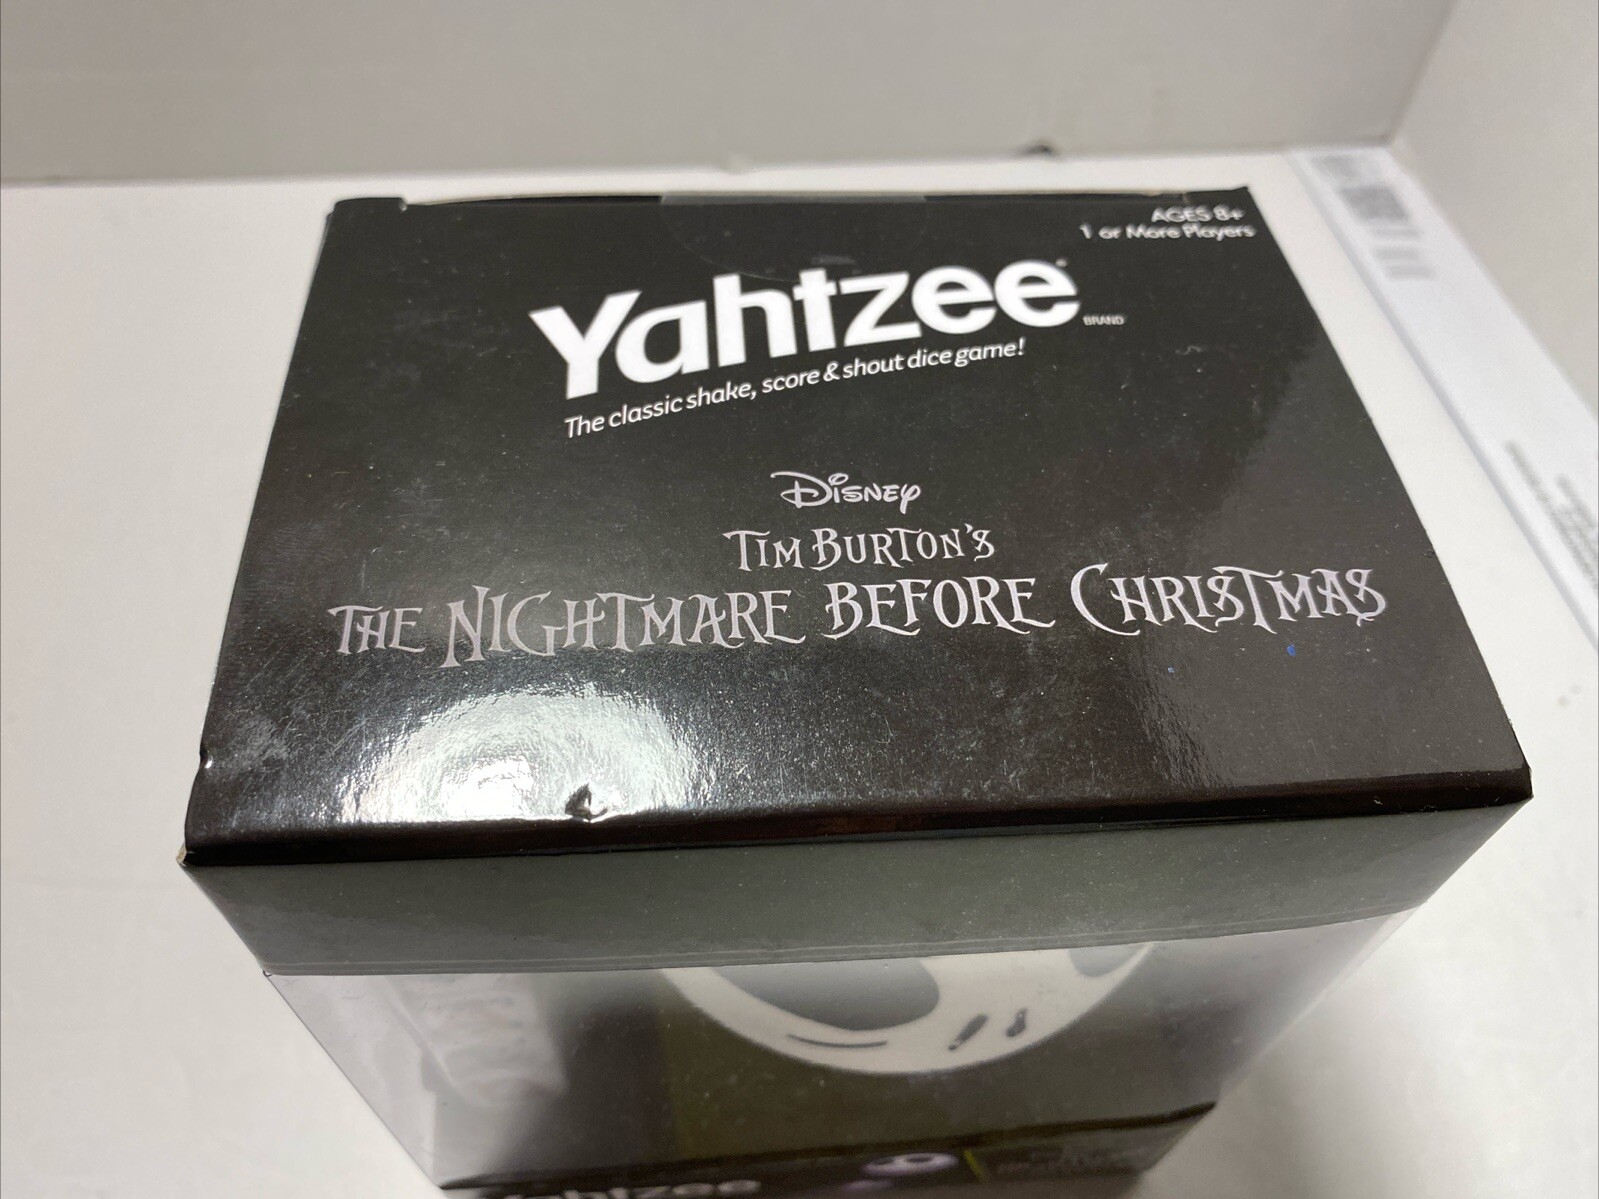 AGES 8+
1 or More Players
Yahtzee
BRAND
The classic shake, score & shout dice game!
Disney
Tim Burton's
The Nightmare Before Christmas
Yahtzee